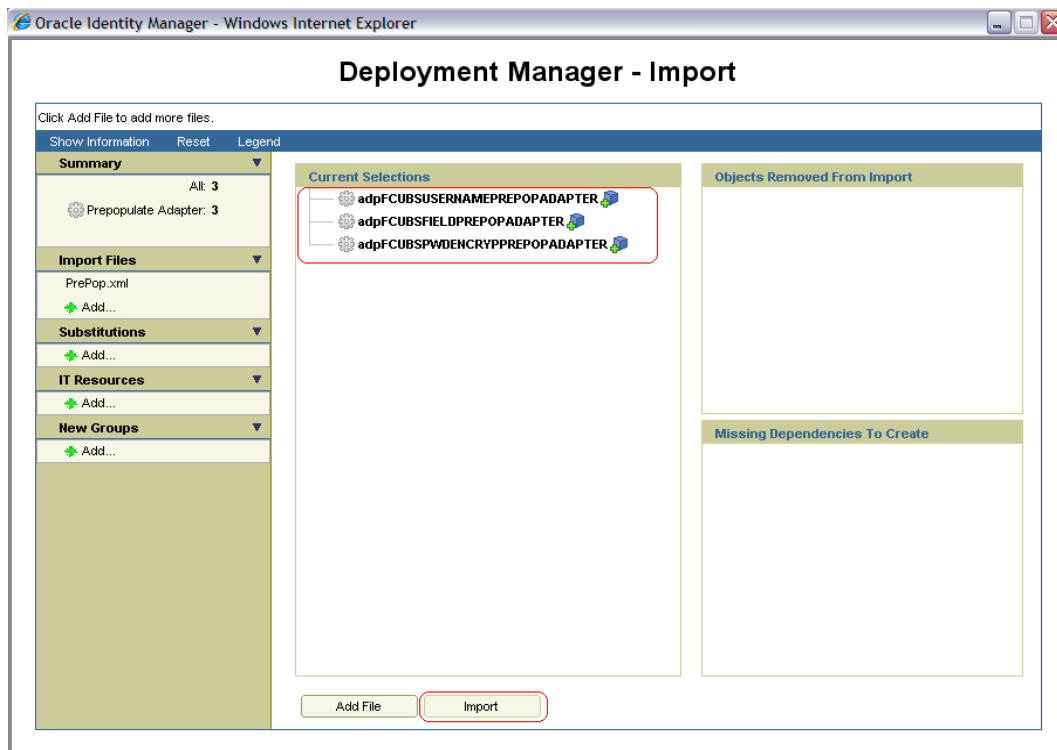 Oracle Identity Manager - Windows Internet Explorer
Deployment Manager - Import
Click Add File to add more files.
Show Information Reset Legend
Summary
All: 3
Prepopulate Adapter: 3
Import Files
PrePop.xml
Add...
Substitutions
Add...
IT Resources
Add...
New Groups
Add...
Current Selections
adpFCUBSUSERNAMEPREPOPADAPTER
adpFCUBSFIELDPREPOPADAPTER
adpFCUBSPWDENCRYPPREPOPADAPTER
Objects Removed From Import
Missing Dependencies To Create
Add File Import